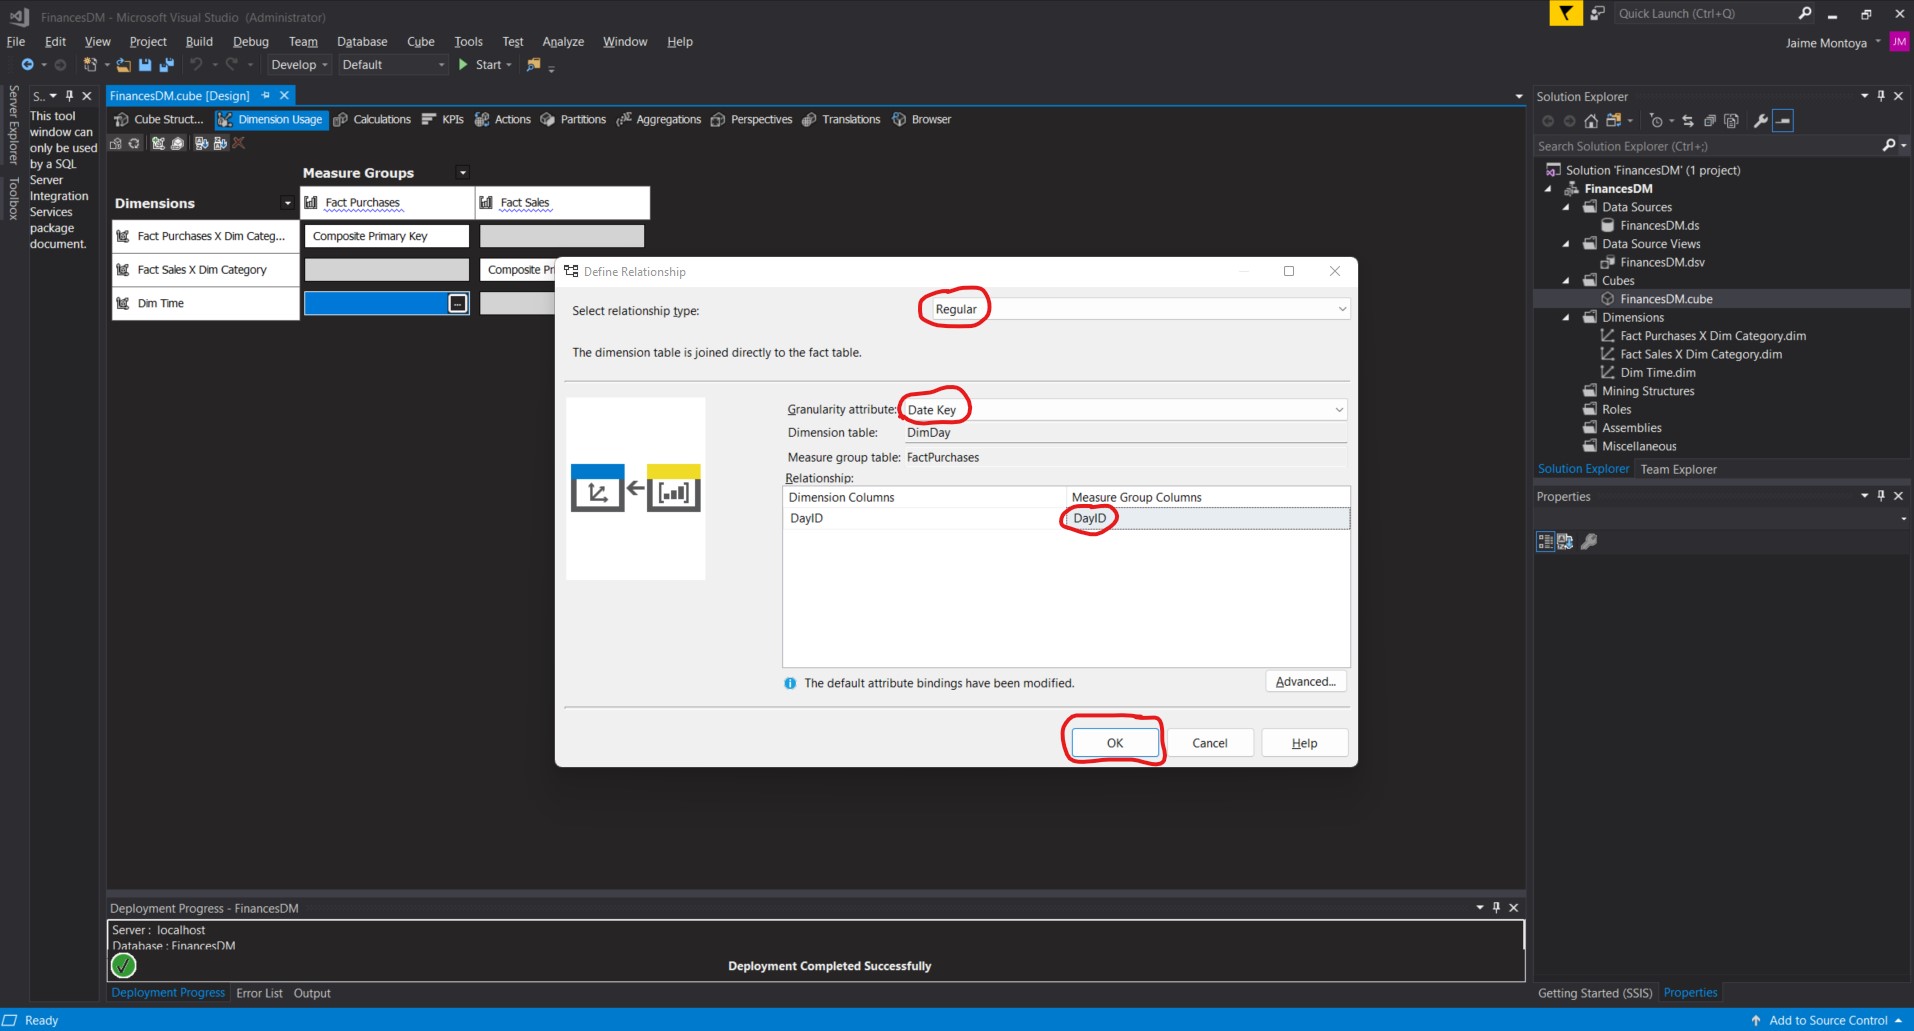 FinancesDM - Microsoft Visual Studio (Administrator)
Quick Launch (Ctrl+Q)
File Edit View Project Build Debug Team Database Cube Tools Test Analyze Window Help
Jaime Montoya JM
Develop Default Start
Server Explorer
Toolbox
S..
This tool
window can
only be used
by a SQL
Server
Integration
Services
package
document.
FinancesDM.cube [Design]
Cube Struct... Dimension Usage Calculations KPIs Actions Partitions Aggregations Perspectives Translations Browser
Measure Groups
Dimensions Fact Purchases Fact Sales
Fact Purchases X Dim Categ... Composite Primary Key
Fact Sales X Dim Category Composite Pr
Dim Time ...
Define Relationship
Select relationship type: Regular
The dimension table is joined directly to the fact table.
Granularity attribute: Date Key
Dimension table: DimDay
Measure group table: FactPurchases
Relationship:
Dimension Columns Measure Group Columns
DayID DayID
The default attribute bindings have been modified. Advanced...
OK Cancel Help
Solution Explorer
Search Solution Explorer (Ctrl+;)
Solution 'FinancesDM' (1 project)
FinancesDM
Data Sources
FinancesDM.ds
Data Source Views
FinancesDM.dsv
Cubes
FinancesDM.cube
Dimensions
Fact Purchases X Dim Category.dim
Fact Sales X Dim Category.dim
Dim Time.dim
Mining Structures
Roles
Assemblies
Miscellaneous
Solution Explorer Team Explorer
Properties
Deployment Progress - FinancesDM
Server : localhost
Database : FinancesDM
Deployment Completed Successfully
Deployment Progress Error List Output
Getting Started (SSIS) Properties
Ready
Add to Source Control